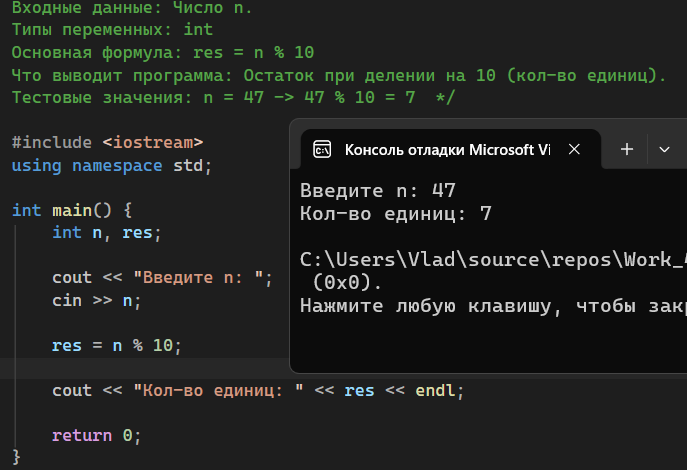 Входные данные: Число n.
Типы переменных: int
Основная формула: res = n % 10
Что выводит программа: Остаток при делении на 10 (кол-во единиц).
Тестовые значения: n = 47 -> 47 % 10 = 7  */
#include <iostream>
using namespace std;
int main() {
int n, res;
cout << "Введите n: ";
cin >> n;
res = n % 10;
cout << "Кол-во единиц: " << res << endl;
return 0;
}
Консоль отладки Microsoft Vi
Введите n: 47
Кол-во единиц: 7
C:\Users\Vlad\source\repos\Work_
(0x0).
Нажмите любую клавишу, чтобы